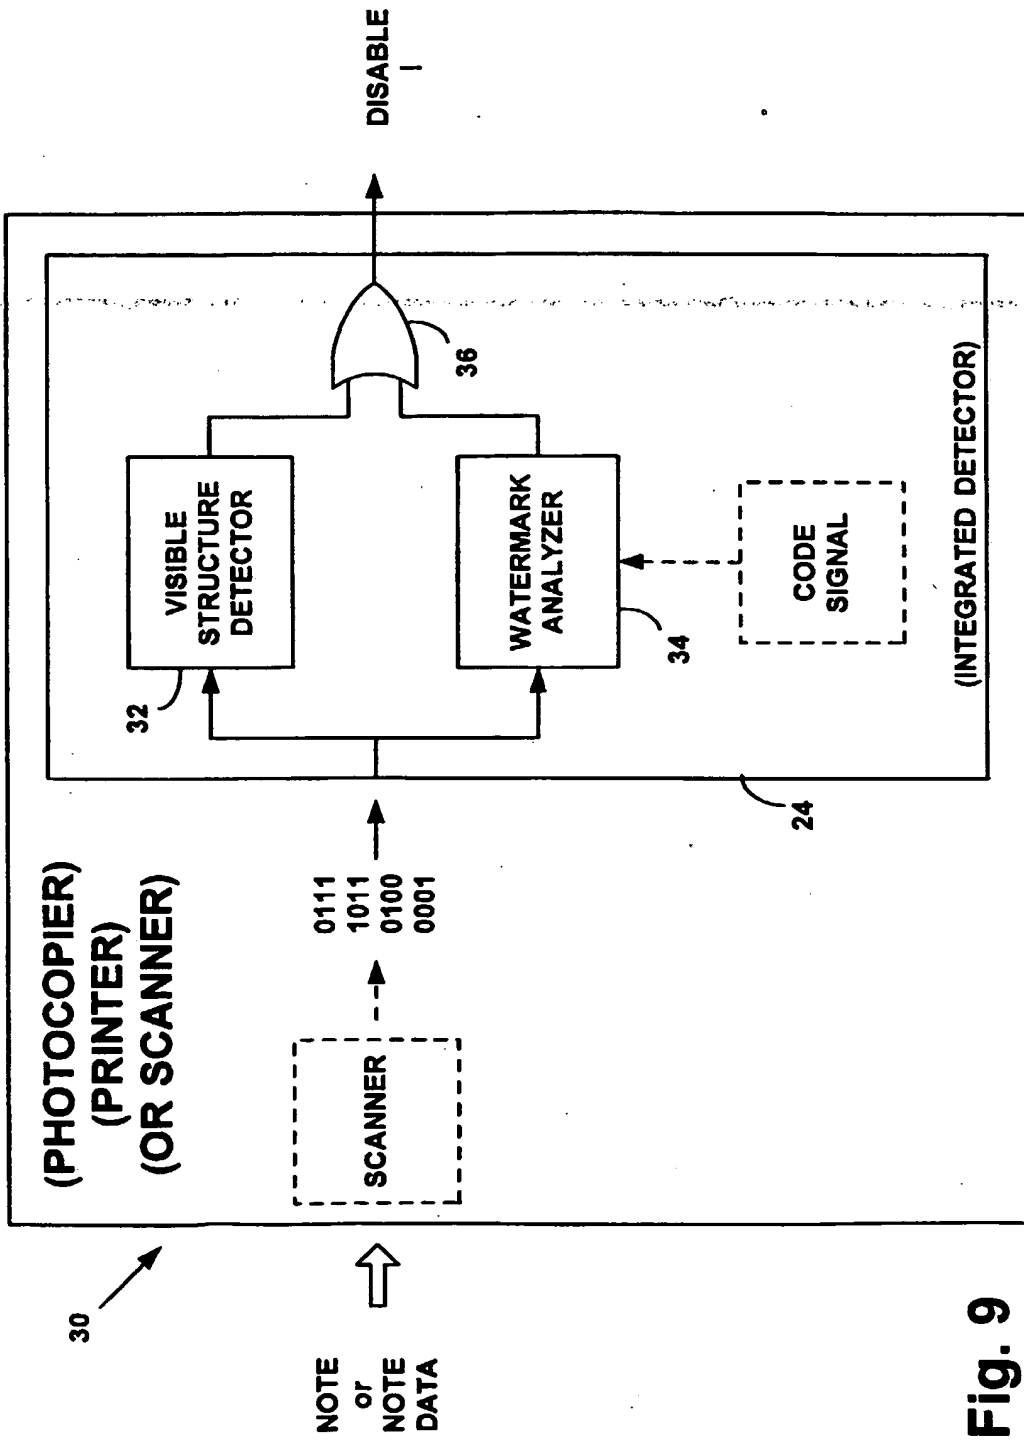 30
(PHOTOCOPIER)
(PRINTER)
(OR SCANNER)
NOTE
or
NOTE
DATA
SCANNER
0111
1011
0100
0001
32
VISIBLE
STRUCTURE
DETECTOR
WATERMARK
ANALYZER
34
CODE
SIGNAL
36
24
(INTEGRATED DETECTOR)
DISABLE
Fig. 9